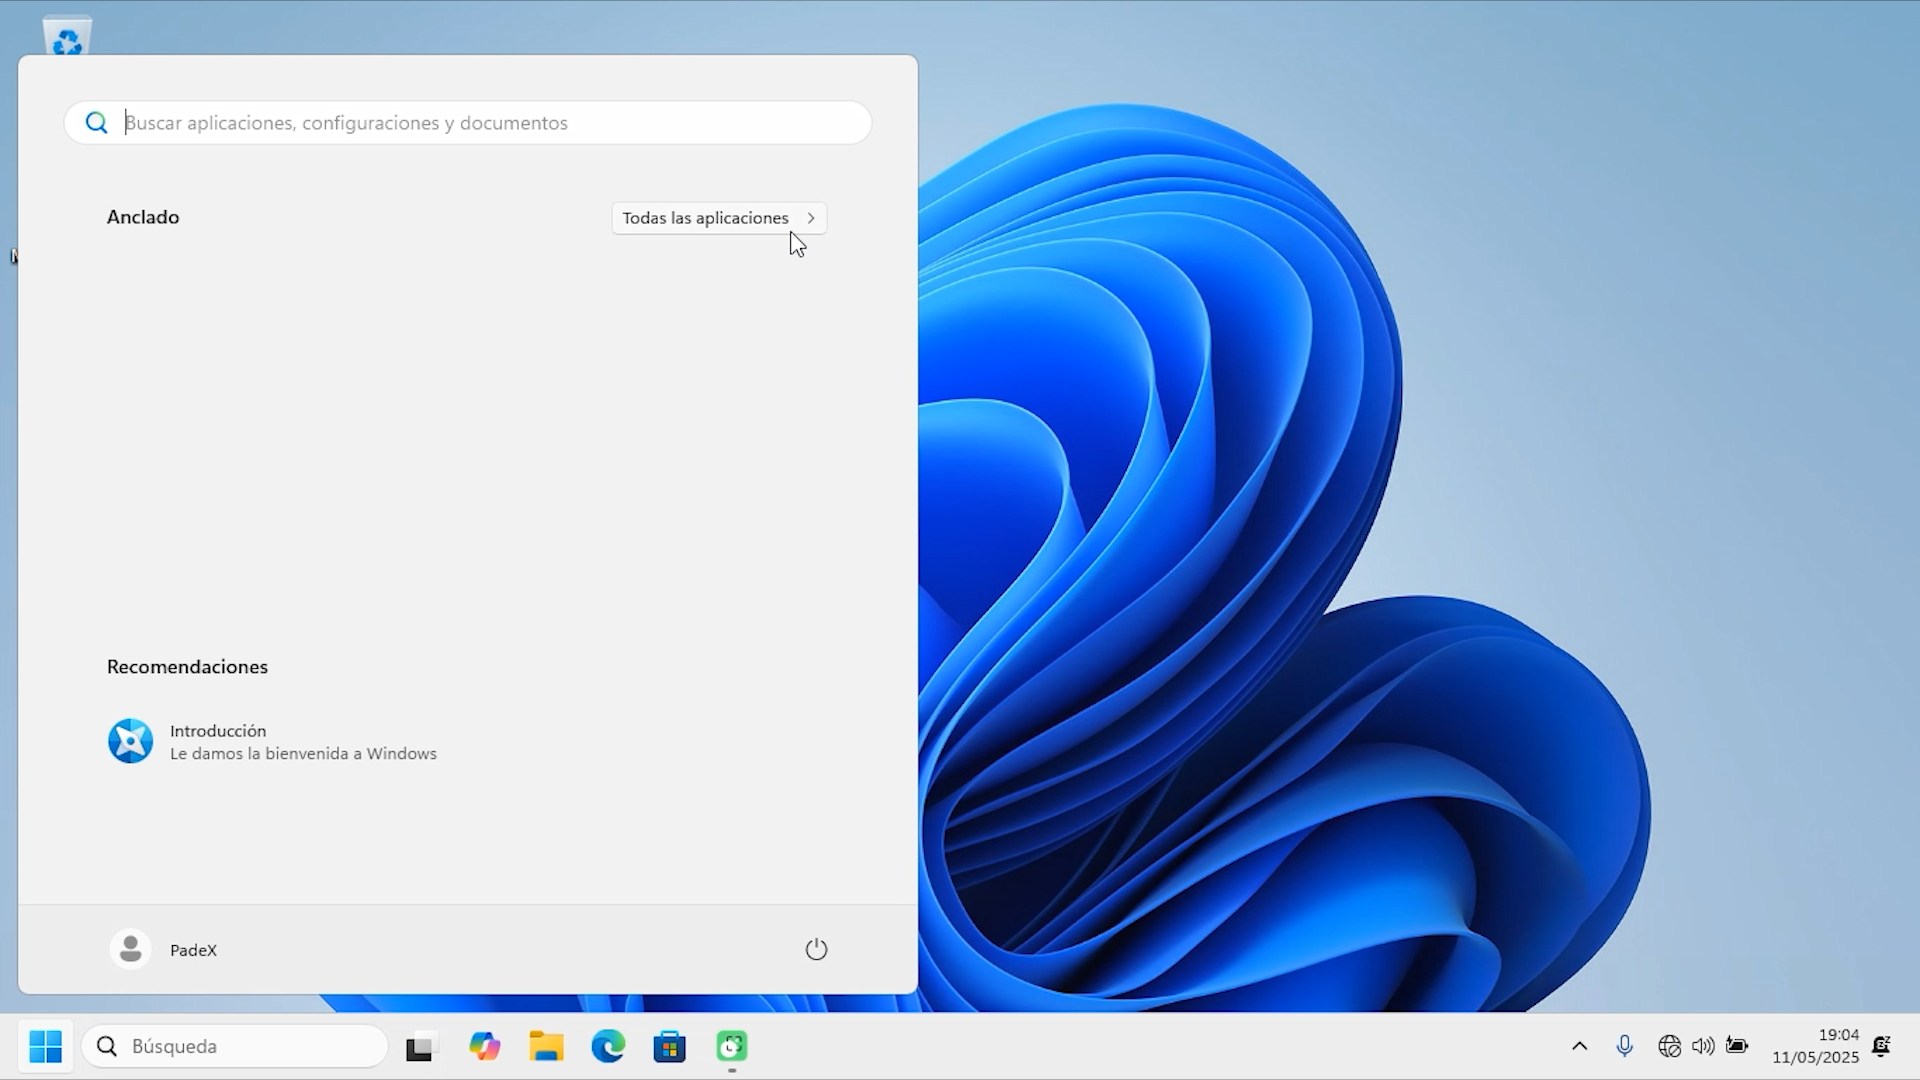 Buscar aplicaciones, configuraciones y documentos
Anclado
Todas las aplicaciones
Recomendaciones
Introducción
Le damos la bienvenida a Windows
PadeX
Búsqueda
19:04
11/05/2025